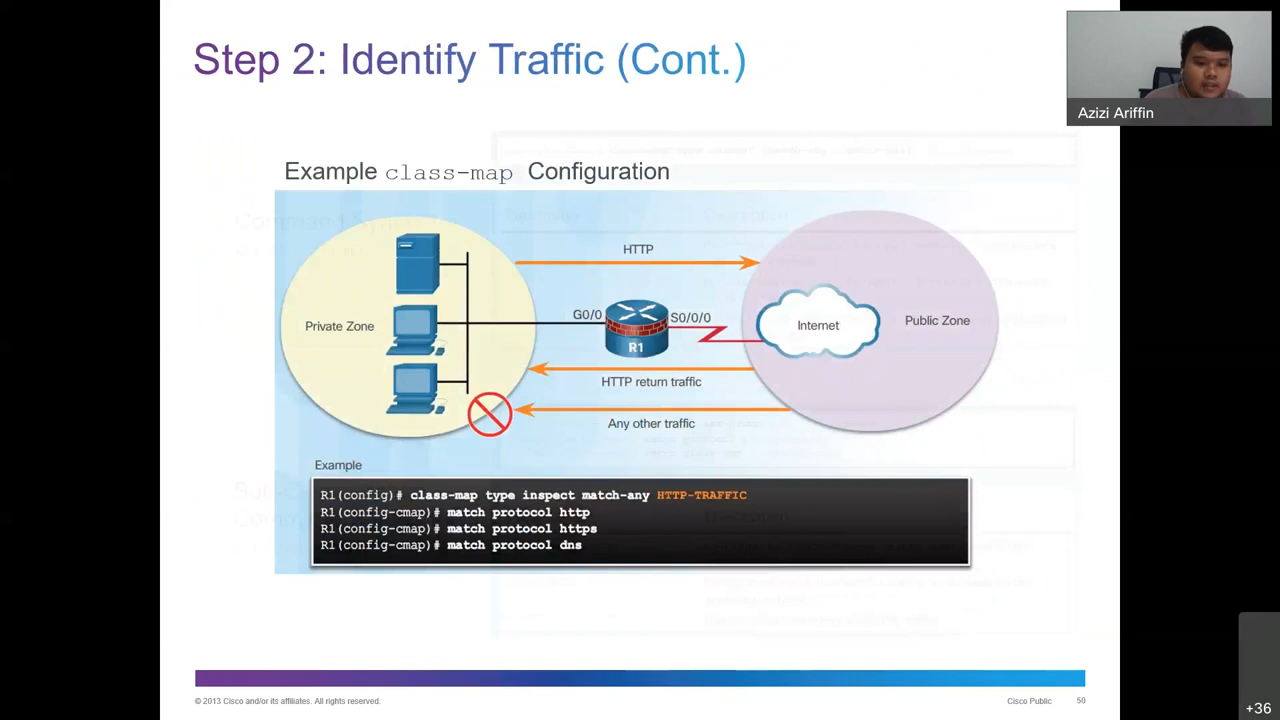 Step 2: Identify Traffic (Cont.)
Azizi Ariffin
Example class-map Configuration
HTTP
Private Zone
G0/0
S0/0/0
R1
Internet
Public Zone
HTTP return traffic
Any other traffic
Example
R1(config)# class-map type inspect match-any HTTP-TRAFFIC
R1(config-cmap)# match protocol http
R1(config-cmap)# match protocol https
R1(config-cmap)# match protocol dns
© 2013 Cisco and/or its affiliates. All rights reserved.
Cisco Public
50
+36